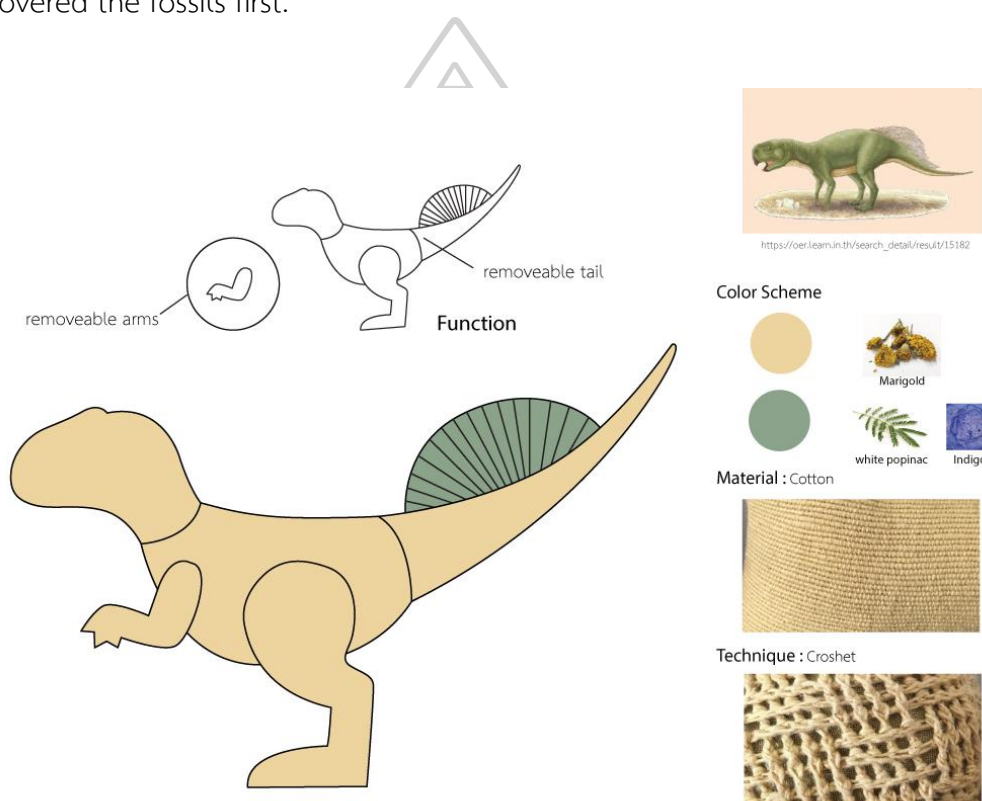 overed the fossils first.
https://oer.learn.in.th/search_detail/result/15182
removeable tail
removeable arms
Function
Color Scheme
Marigold
white popinac
Indigo
Material : Cotton
Technique : Croshet